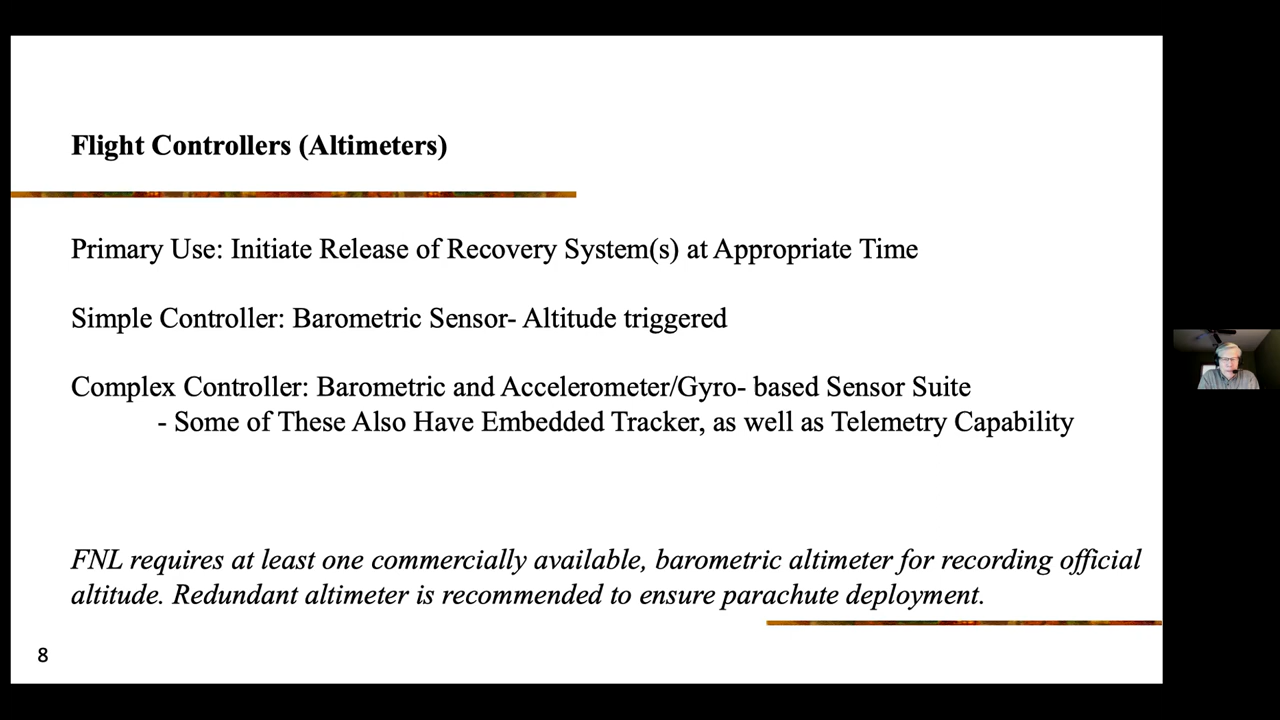 Flight Controllers (Altimeters)
Primary Use: Initiate Release of Recovery System(s) at Appropriate Time
Simple Controller: Barometric Sensor- Altitude triggered
Complex Controller: Barometric and Accelerometer/Gyro- based Sensor Suite
- Some of These Also Have Embedded Tracker, as well as Telemetry Capability
FNL requires at least one commercially available, barometric altimeter for recording official
altitude. Redundant altimeter is recommended to ensure parachute deployment.
8